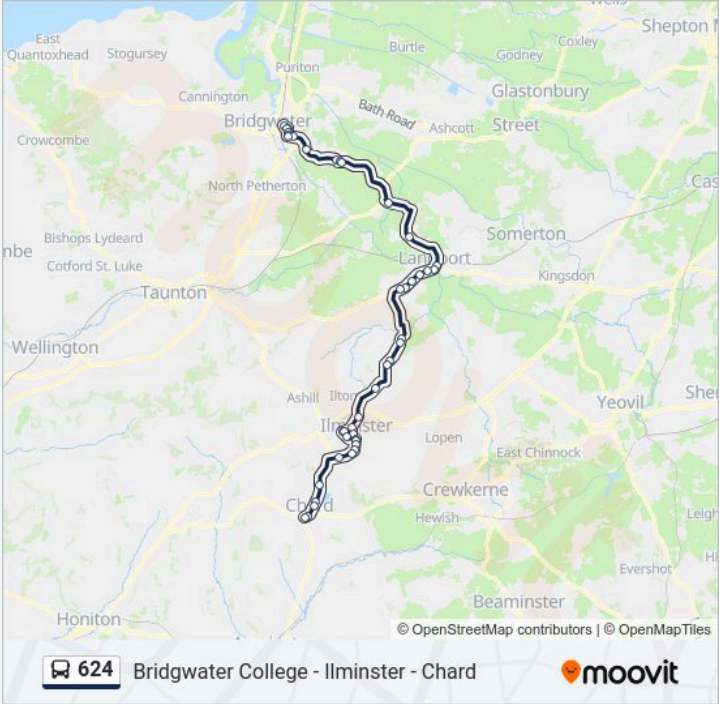 East
Quantoxhead
Stogursey
Burtle
Wells
Coxley
Godney
Shepton M
Puriton
Cannington
Glastonbury
Bath Road
Bridgwater
Ashcott
Street
Crowcombe
North Petherton
Cas
Bishops Lydeard
Somerton
Cotford St. Luke
Langport
Kingsdon
Taunton
Wellington
Ashill
Ilton
Yeovil
Sher
Ilminster
Lopen
East Chinnock
Crewkerne
Chard
Hewish
Leigh
Evershot
Beaminster
Honiton
© OpenStreetMap contributors | © OpenMapTiles
624 Bridgwater College - Ilminster - Chard
moovit